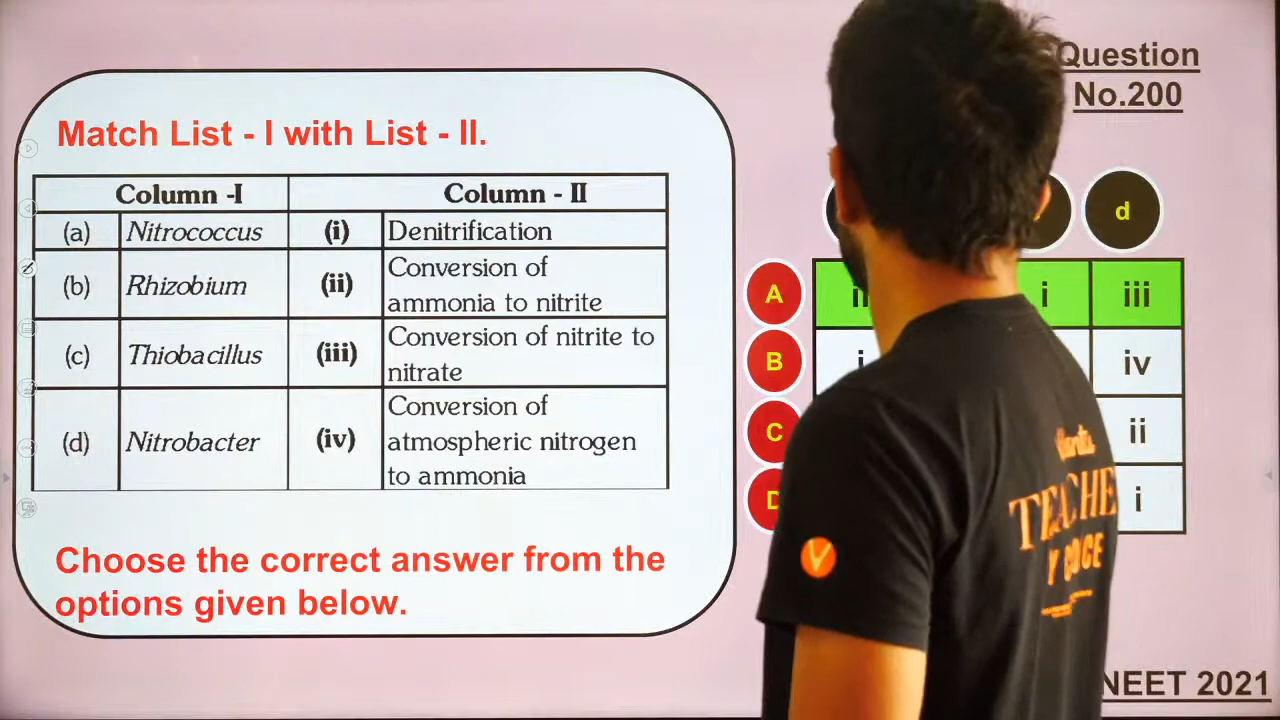 Question
No.200
Match List - I with List - II.
Column -I Column - II
(a) Nitrococcus (i) Denitrification
(b) Rhizobium (ii) Conversion of
ammonia to nitrite
(c) Thiobacillus (iii) Conversion of nitrite to
nitrate
(d) Nitrobacter (iv) Conversion of
atmospheric nitrogen
to ammonia
Choose the correct answer from the
options given below.
d
A i iii
B iv
C ii
D i
TEACHE
V
NEET 2021